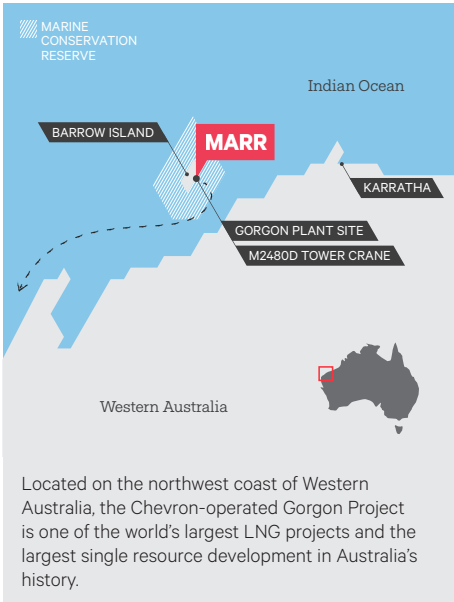 MARINE
CONSERVATION
RESERVE
Indian Ocean
BARROW ISLAND
MARR
KARRATHA
GORGON PLANT SITE
M2480D TOWER CRANE
Western Australia
Located on the northwest coast of Western
Australia, the Chevron-operated Gorgon Project
is one of the world’s largest LNG projects and the
largest single resource development in Australia’s
history.